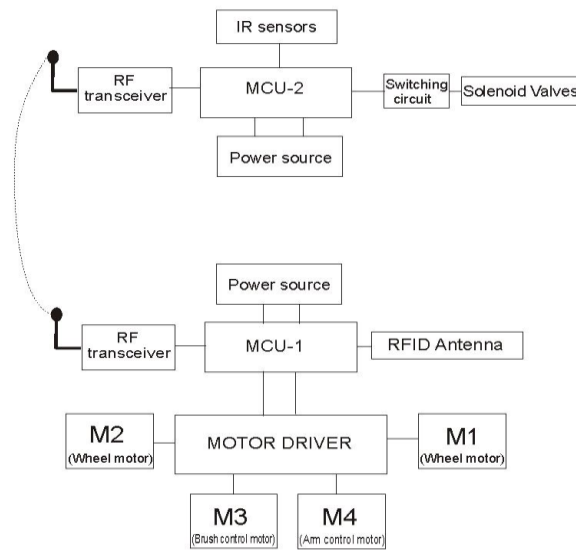 IR sensors
RF
transceiver
MCU-2
Switching
circuit
Solenoid Valves
Power source
Power source
RF
transceiver
MCU-1
RFID Antenna
M2
(Wheel motor)
MOTOR DRIVER
M1
(Wheel motor)
M3
(Brush control motor)
M4
(Arm control motor)